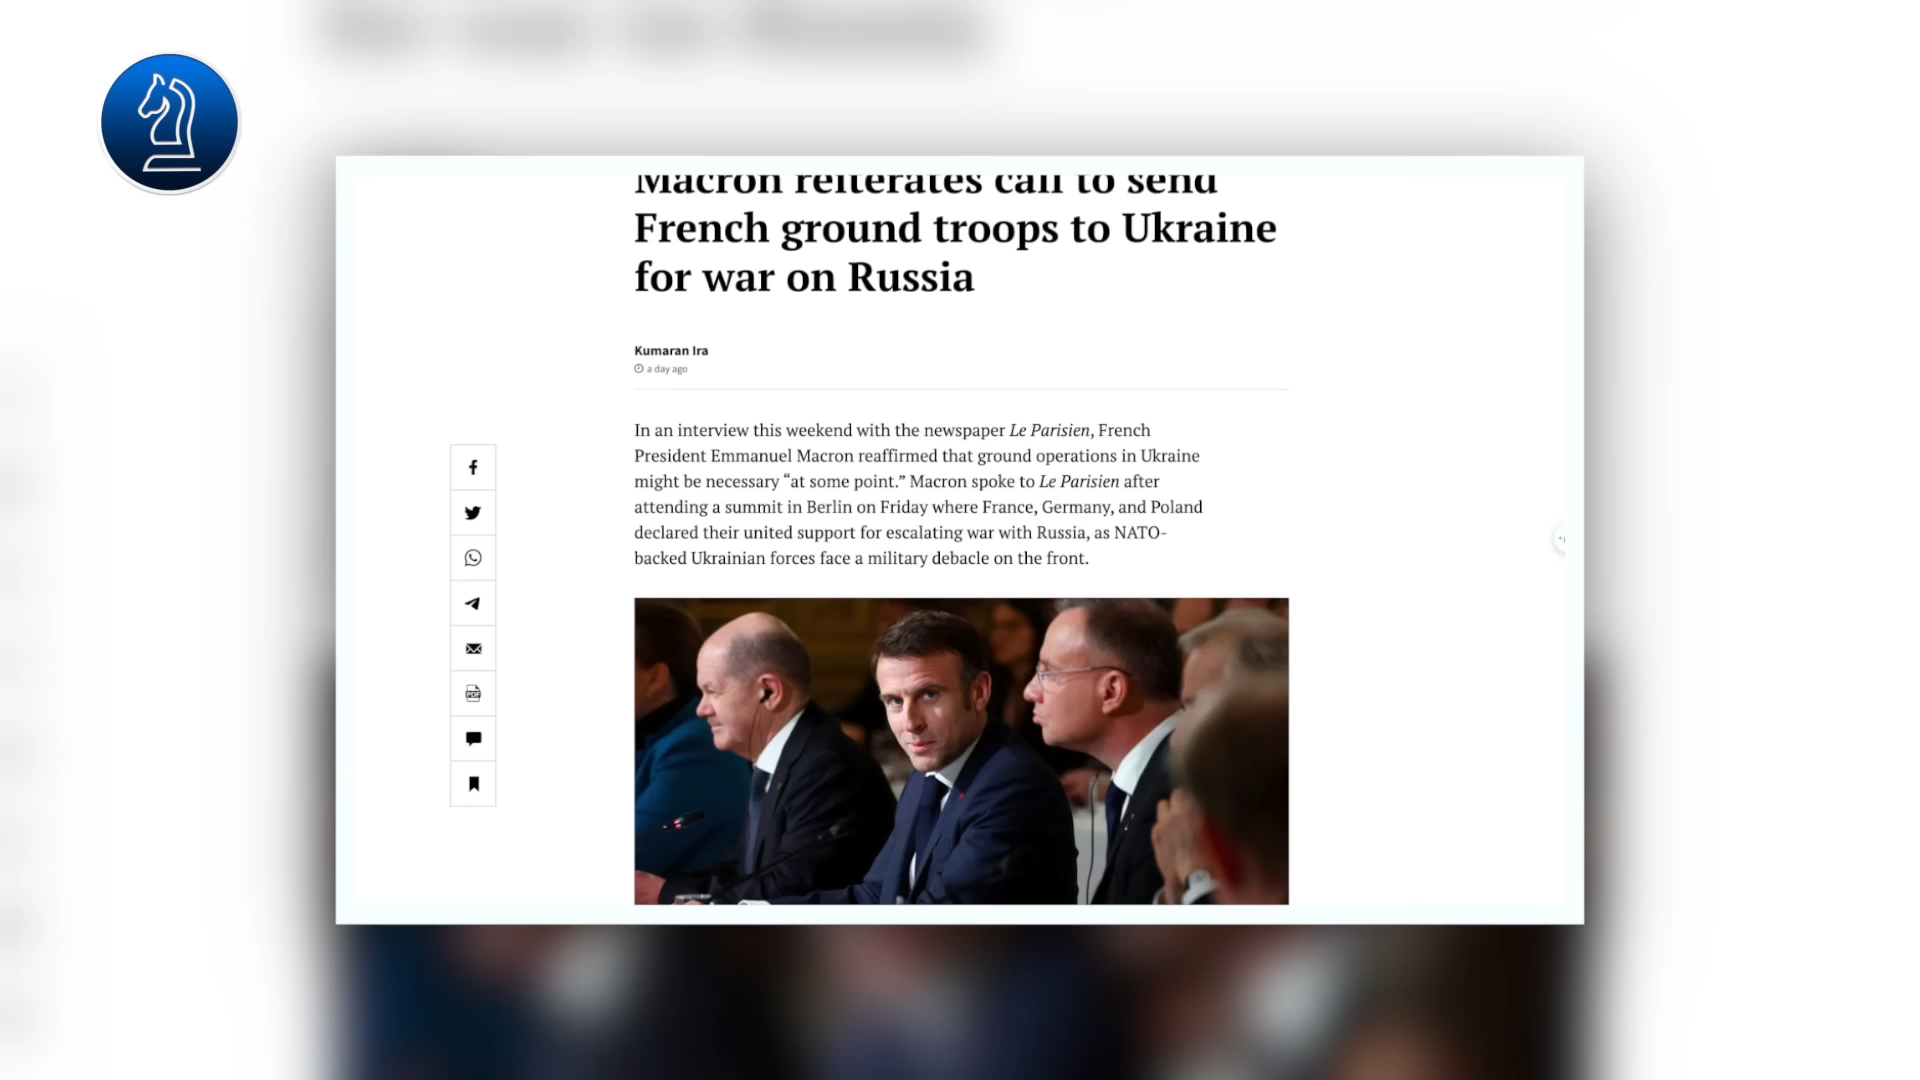 Macron reiterates call to send
French ground troops to Ukraine
for war on Russia
Kumaran Ira
a day ago
In an interview this weekend with the newspaper Le Parisien, French
President Emmanuel Macron reaffirmed that ground operations in Ukraine
might be necessary “at some point.” Macron spoke to Le Parisien after
attending a summit in Berlin on Friday where France, Germany, and Poland
declared their united support for escalating war with Russia, as NATO-
backed Ukrainian forces face a military debacle on the front.
PDF